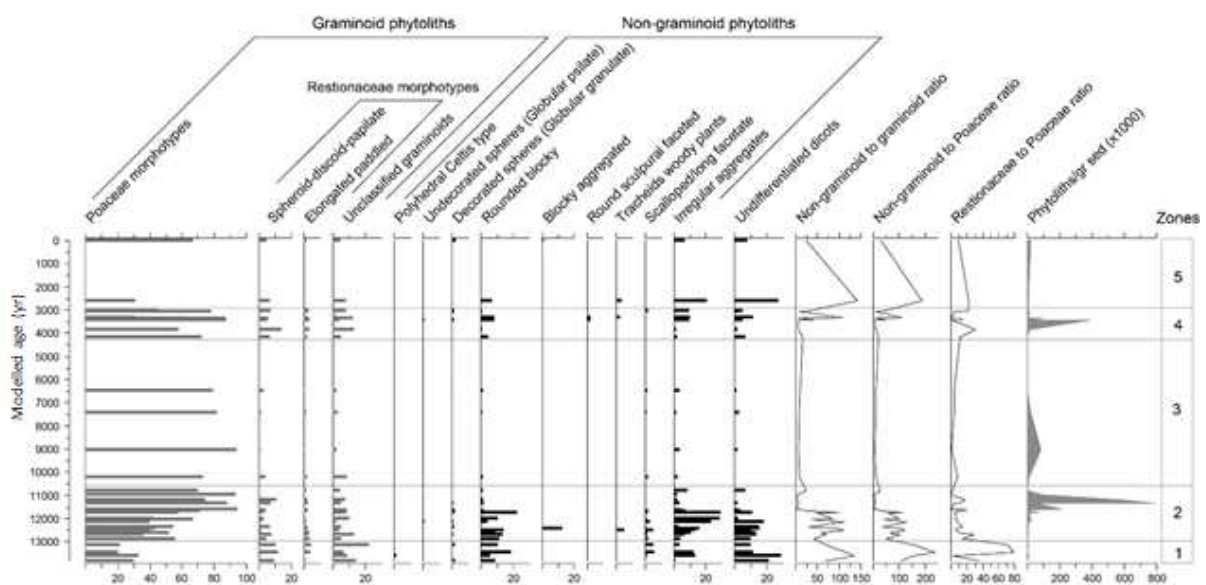 Graminoid phytoliths
Non-graminoid phytoliths
Restionaceae morphotypes
Poaceae morphotypes
Spheroid-discoid-papilate
Elongated paddled
Unclassified graminoids
Polyhedral Celtis type
Undecorated spheres (Globular psilate)
Decorated spheres (Globular granulate)
Rounded blocky
Blocky aggregated
Round sculpural faceted
Tracheids woody plants
Scalloped/long facetate
Irregular aggregates
Undifferentiated dicots
Non-graminoid to graminoid ratio
Non-graminoid to Poaceae ratio
Restionaceae to Poaceae ratio
Phytoliths/gr sed (x1000)
Zones
Modelled age (yr)
0
1000
2000
3000
4000
5000
6000
7000
8000
9000
10000
11000
12000
13000
5
4
3
2
1
20 40 60 80 100 20 20 20 20 20 20 50 100 150 100 200 20 40 60 80 200 400 600 800